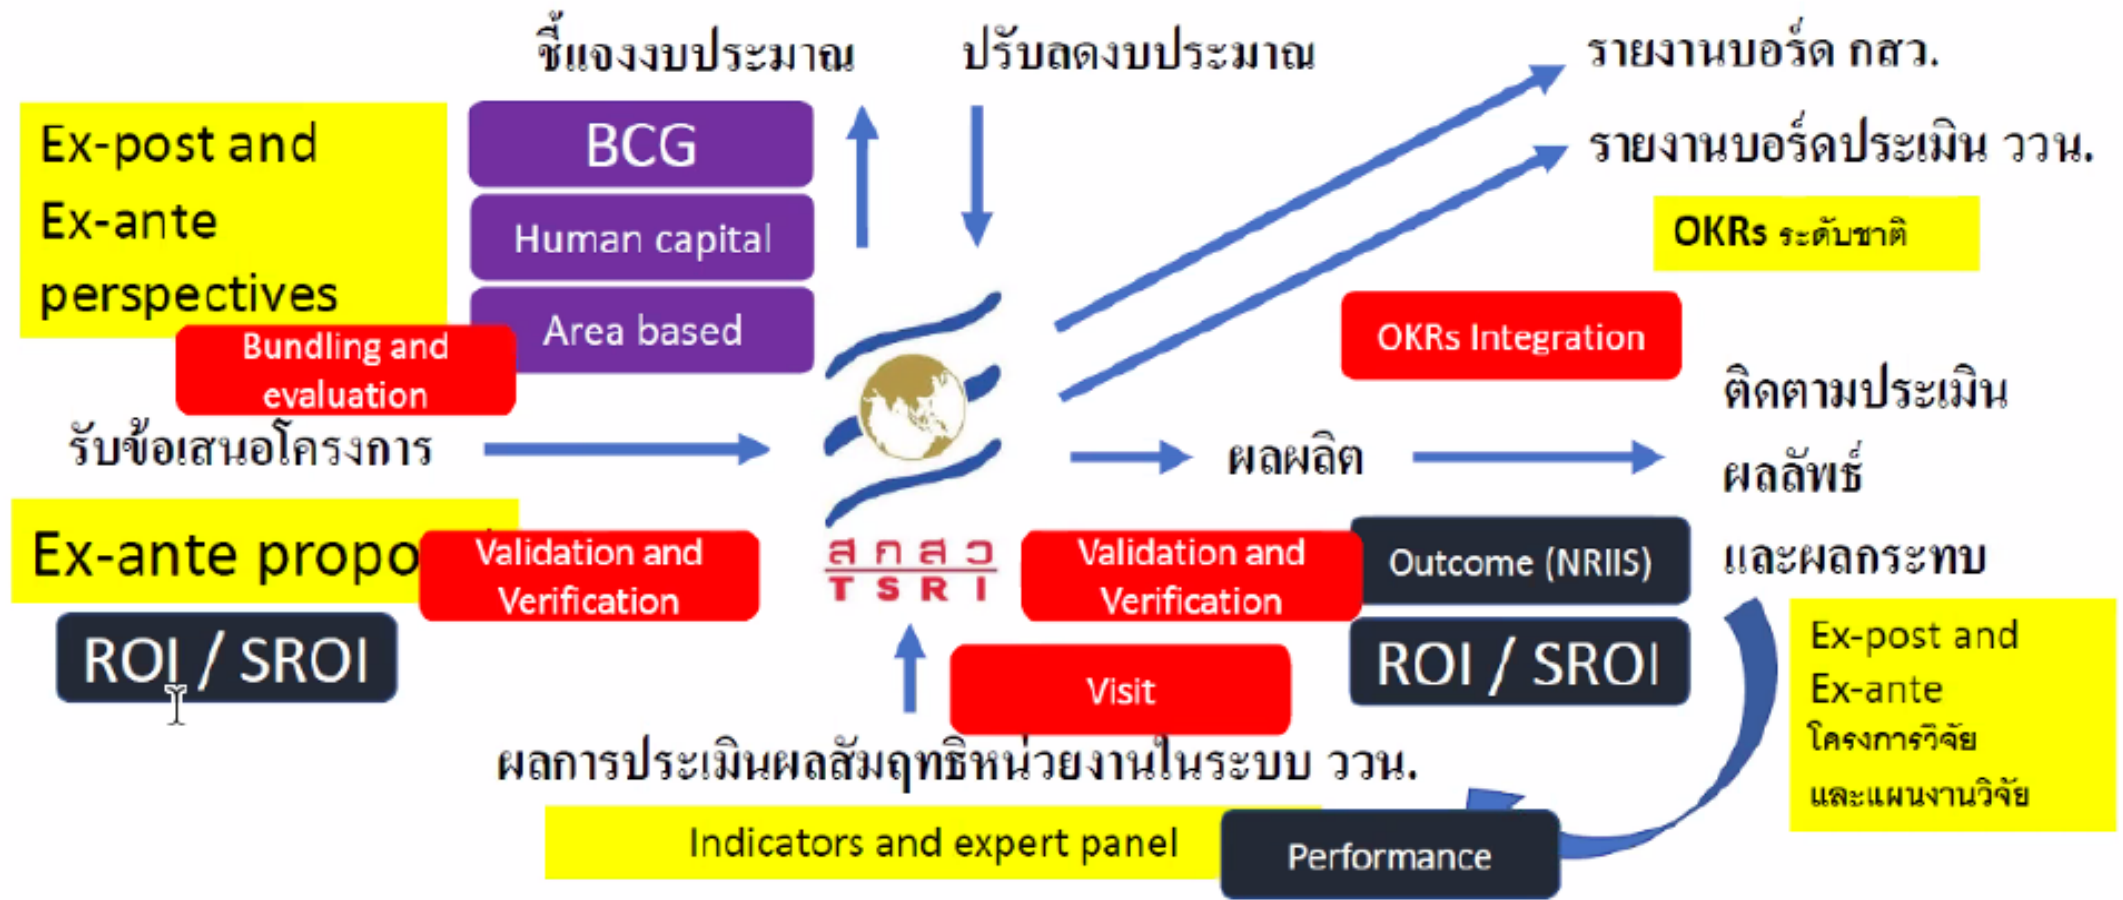 ชี้แจงงบประมาณ
ปรับลดงบประมาณ
รายงานบอร์ด กสว.
รายงานบอร์ดประเมิน ววน.
OKRs ระดับชาติ
Ex-post and
Ex-ante
perspectives
BCG
Human capital
Area based
Bundling and
evaluation
OKRs Integration
รับข้อเสนอโครงการ
ผลผลิต
ติดตามประเมิน
ผลลัพธ์
และผลกระทบ
Ex-ante propo
Validation and
Verification
ROI / SROI
สกสว
TSRI
Validation and
Verification
Outcome (NRIIS)
ROI / SROI
Visit
Ex-post and
Ex-ante
โครงการวิจัย
และแผนงานวิจัย
ผลการประเมินผลสัมฤทธิ์หน่วยงานในระบบ ววน.
Indicators and expert panel
Performance